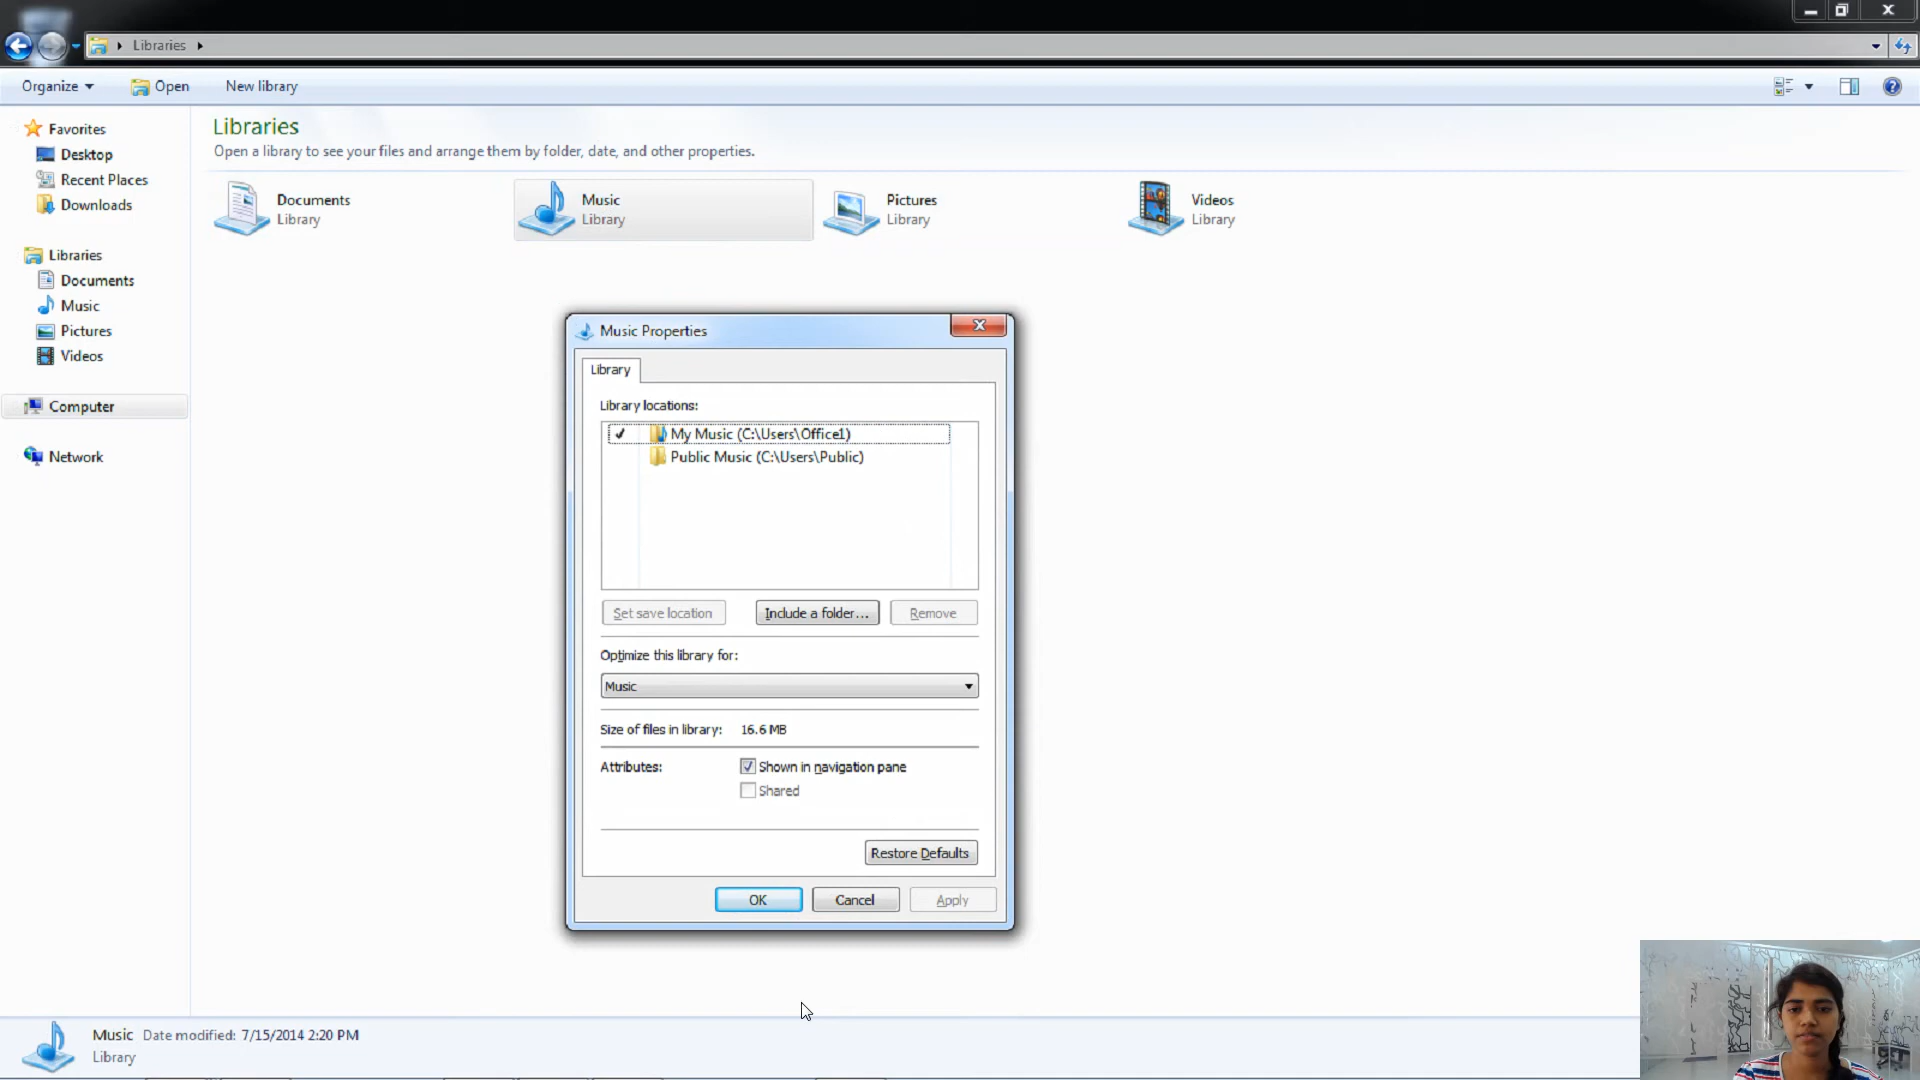 Libraries
Organize Open New library
Favorites
Desktop
Recent Places
Downloads
Libraries
Documents
Music
Pictures
Videos
Computer
Network
Libraries
Open a library to see your files and arrange them by folder, date, and other properties.
Documents
Library
Music
Library
Pictures
Library
Videos
Library
Music Properties
Library
Library locations:
My Music (C:\Users\Office1)
Public Music (C:\Users\Public)
Set save location Include a folder... Remove
Optimize this library for:
Music
Size of files in library: 16.6 MB
Attributes: Shown in navigation pane
Shared
Restore Defaults
OK Cancel Apply
Music Date modified: 7/15/2014 2:20 PM
Library